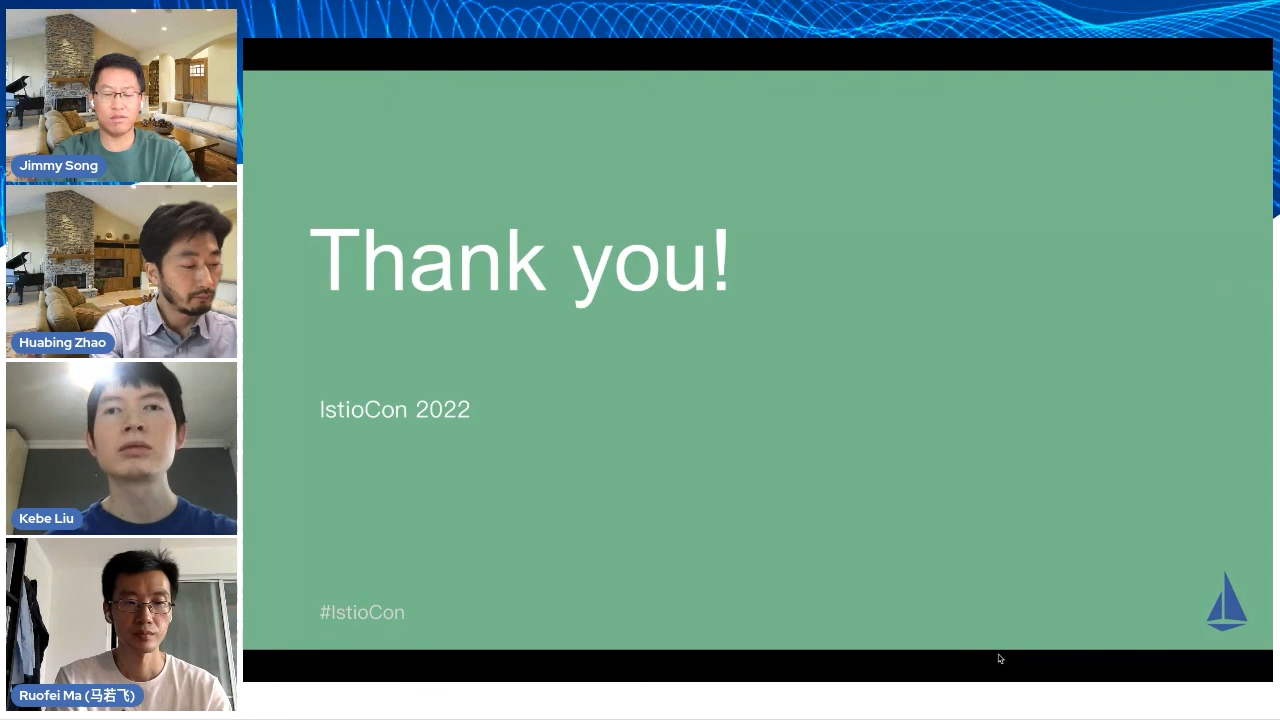 Jimmy Song
Huabing Zhao
Kebe Liu
Ruofei Ma (马若飞)
Thank you!
IstioCon 2022
#IstioCon